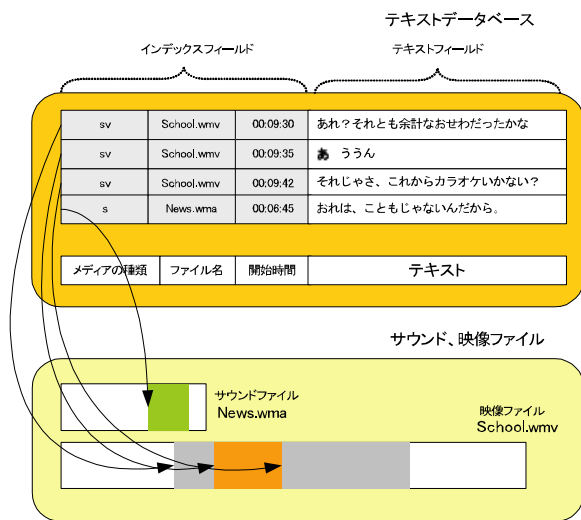 テキストデータベース
インデックスフィールド
テキストフィールド
sv School.wmv 00:09:30 あれ？それとも余計なおせわだったかな
sv School.wmv 00:09:35 あ ううん
sv School.wmv 00:09:42 それじゃさ、これからカラオケいかない？
s News.wma 00:06:45 おれは、こともじゃないんだから。
メディアの種類 ファイル名 開始時間 テキスト
サウンド、映像ファイル
サウンドファイル
News.wma
映像ファイル
School.wmv